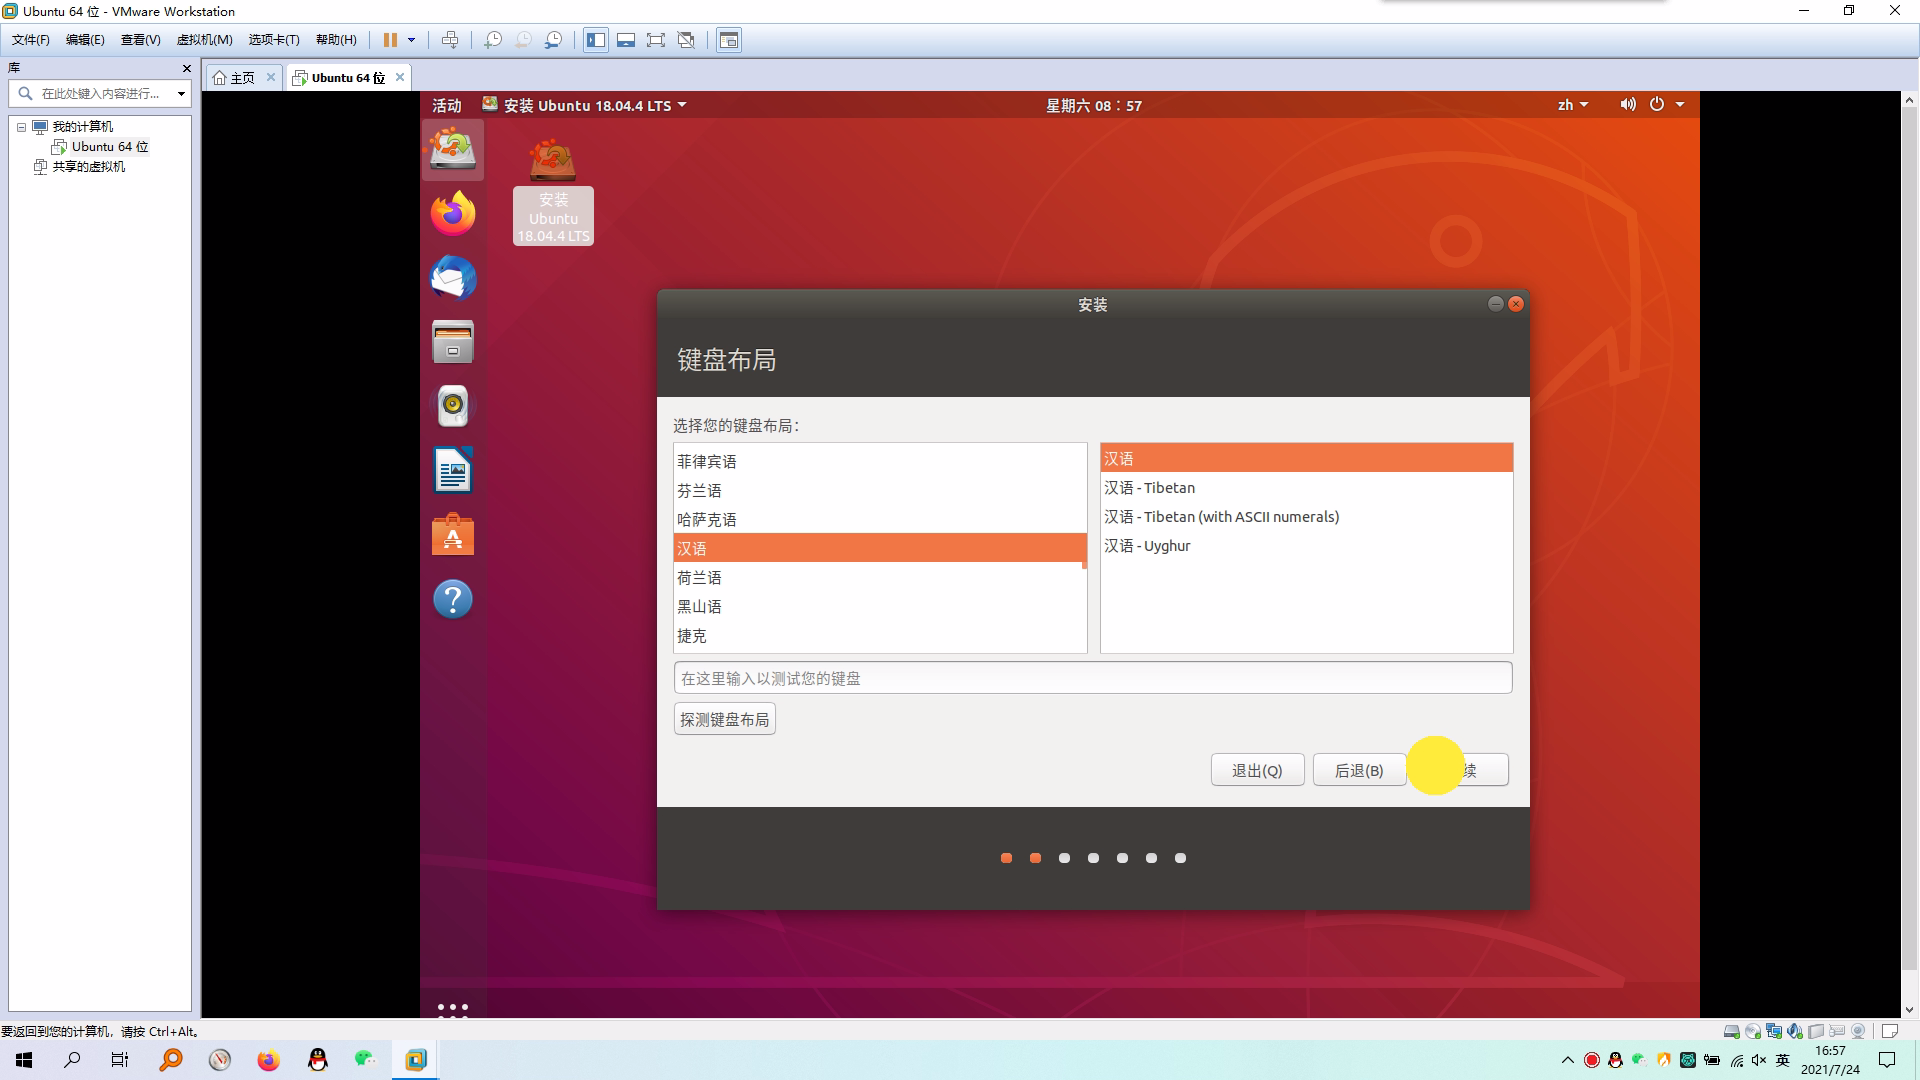 Ubuntu 64 位 - VMware Workstation
文件(F) 编辑(E) 查看(V) 虚拟机(M) 选项卡(T) 帮助(H)
库
主页
Ubuntu 64 位
在此处键入内容进行...
我的计算机
Ubuntu 64 位
共享的虚拟机
活动
安装 Ubuntu 18.04.4 LTS
星期六 08：57
zh
安装
Ubuntu
18.04.4 LTS
安装
键盘布局
选择您的键盘布局：
菲律宾语
芬兰语
哈萨克语
汉语
荷兰语
黑山语
捷克
汉语
汉语 - Tibetan
汉语 - Tibetan (with ASCII numerals)
汉语 - Uyghur
在这里输入以测试您的键盘
探测键盘布局
退出(Q)
后退(B)
续
要返回到您的计算机，请按 Ctrl+Alt。
英
16:57
2021/7/24